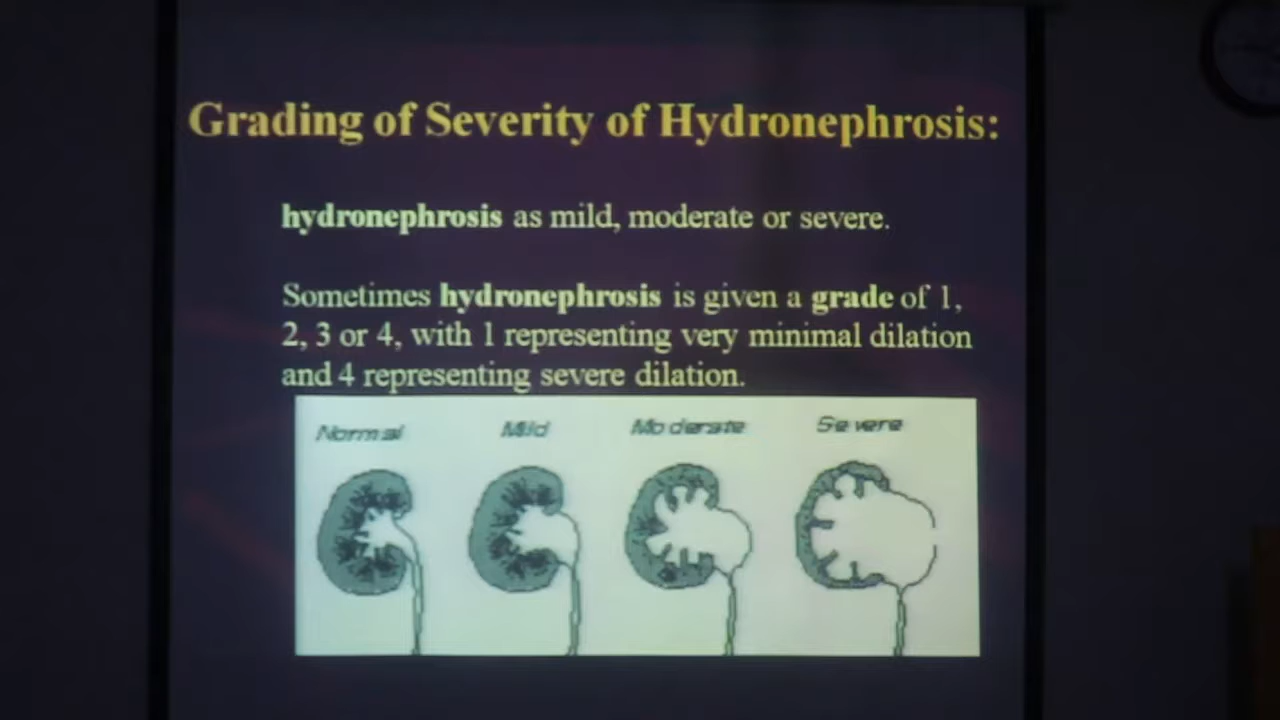 Grading of Severity of Hydronephrosis:
hydronephrosis as mild, moderate or severe.
Sometimes hydronephrosis is given a grade of 1,
2, 3 or 4, with 1 representing very minimal dilation
and 4 representing severe dilation.
Normal Mild Moderate Severe